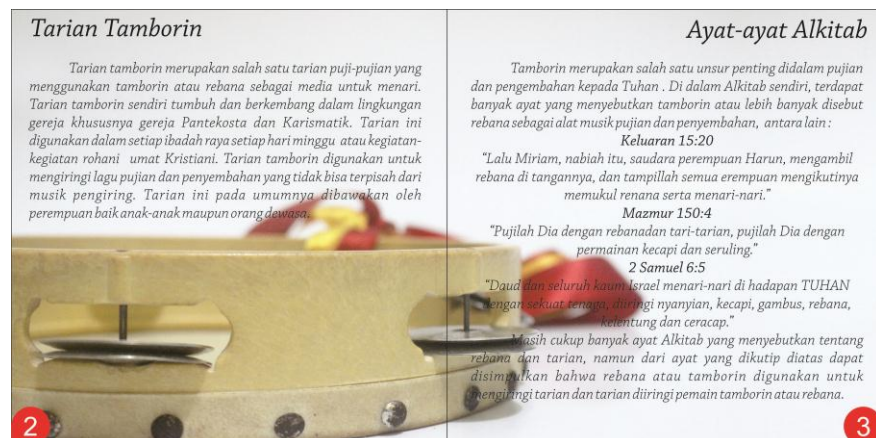 Tarian Tamborin
Tarian tamborin merupakan salah satu tarian puji-pujian yang
menggunakan tamborin atau rebana sebagai media untuk menari.
Tarian tamborin sendiri tumbuh dan berkembang dalam lingkungan
gereja khususnya gereja Pantekosta dan Karismatik. Tarian ini
digunakan dalam setiap ibadah raya setiap hari minggu atau kegiatan-
kegiatan rohani umat Kristiani. Tarian tamborin digunakan untuk
mengiringi lagu pujian dan penyembahan yang tidak bisa terpisah dari
musik pengiring. Tarian ini pada umumnya dibawakan oleh
perempuan baik anak-anak maupun orang dewasa.
2
Ayat-ayat Alkitab
Tamborin merupakan salah satu unsur penting didalam pujian
dan pengembahan kepada Tuhan . Di dalam Alkitab sendiri, terdapat
banyak ayat yang menyebutkan tamborin atau lebih banyak disebut
rebana sebagai alat musik pujian dan penyembahan, antara lain :
Keluaran 15:20
“Lalu Miriam, nabiah itu, saudara perempuan Harun, mengambil
rebana di tangannya, dan tampillah semua erempuan mengikutinya
memukul renana serta menari-nari.”
Mazmur 150:4
“Pujilah Dia dengan rebanadan tari-tarian, pujilah Dia dengan
permainan kecapi dan seruling.”
2 Samuel 6:5
“Daud dan seluruh kaum Israel menari-nari di hadapan TUHAN
dengan sekuat tenaga, diiringi nyanyian, kecapi, gambus, rebana,
kelentung dan ceracap.”
Masih cukup banyak ayat Alkitab yang menyebutkan tentang
rebana dan tarian, namun dari ayat yang dikutip diatas dapat
disimpulkan bahwa rebana atau tamborin digunakan untuk
mengiringi tarian dan tarian diiringi pemain tamborin atau rebana.
3